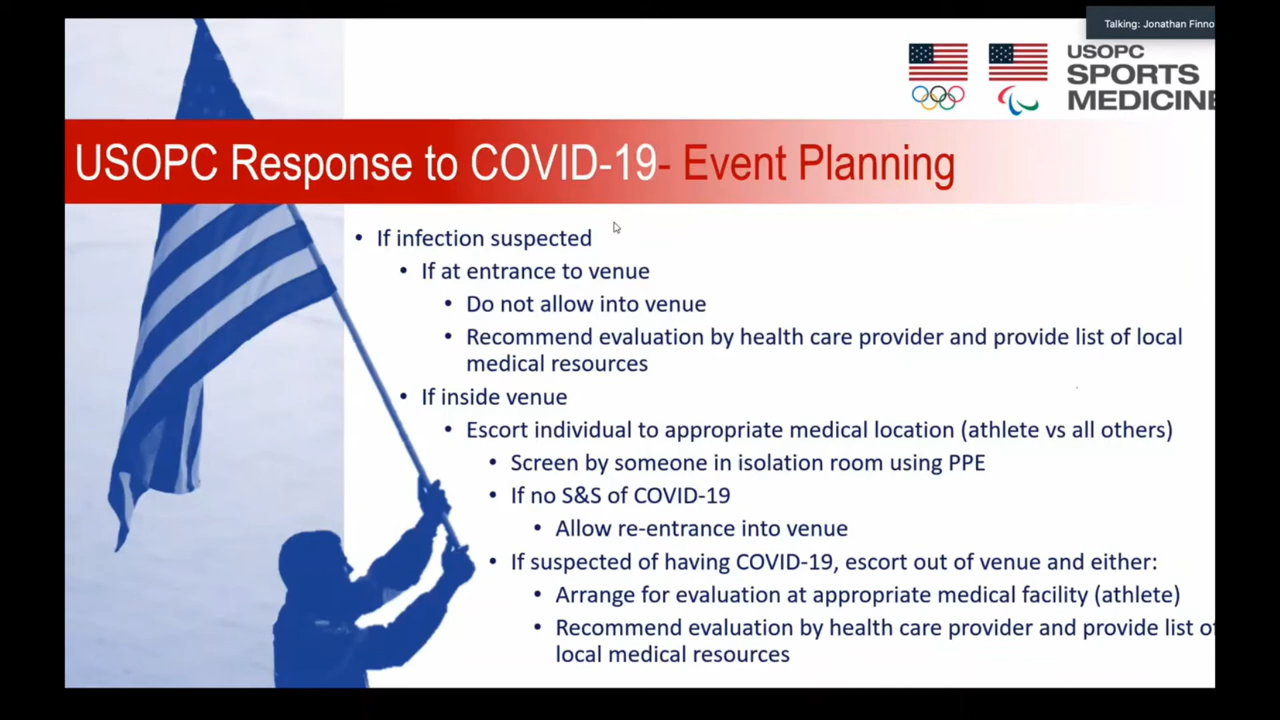 Talking: Jonathan Finno
USOPC
SPORTS
MEDICINE
USOPC Response to COVID-19- Event Planning
• If infection suspected
• If at entrance to venue
• Do not allow into venue
• Recommend evaluation by health care provider and provide list of local
medical resources
• If inside venue
• Escort individual to appropriate medical location (athlete vs all others)
• Screen by someone in isolation room using PPE
• If no S&S of COVID-19
• Allow re-entrance into venue
• If suspected of having COVID-19, escort out of venue and either:
• Arrange for evaluation at appropriate medical facility (athlete)
• Recommend evaluation by health care provider and provide list of
local medical resources